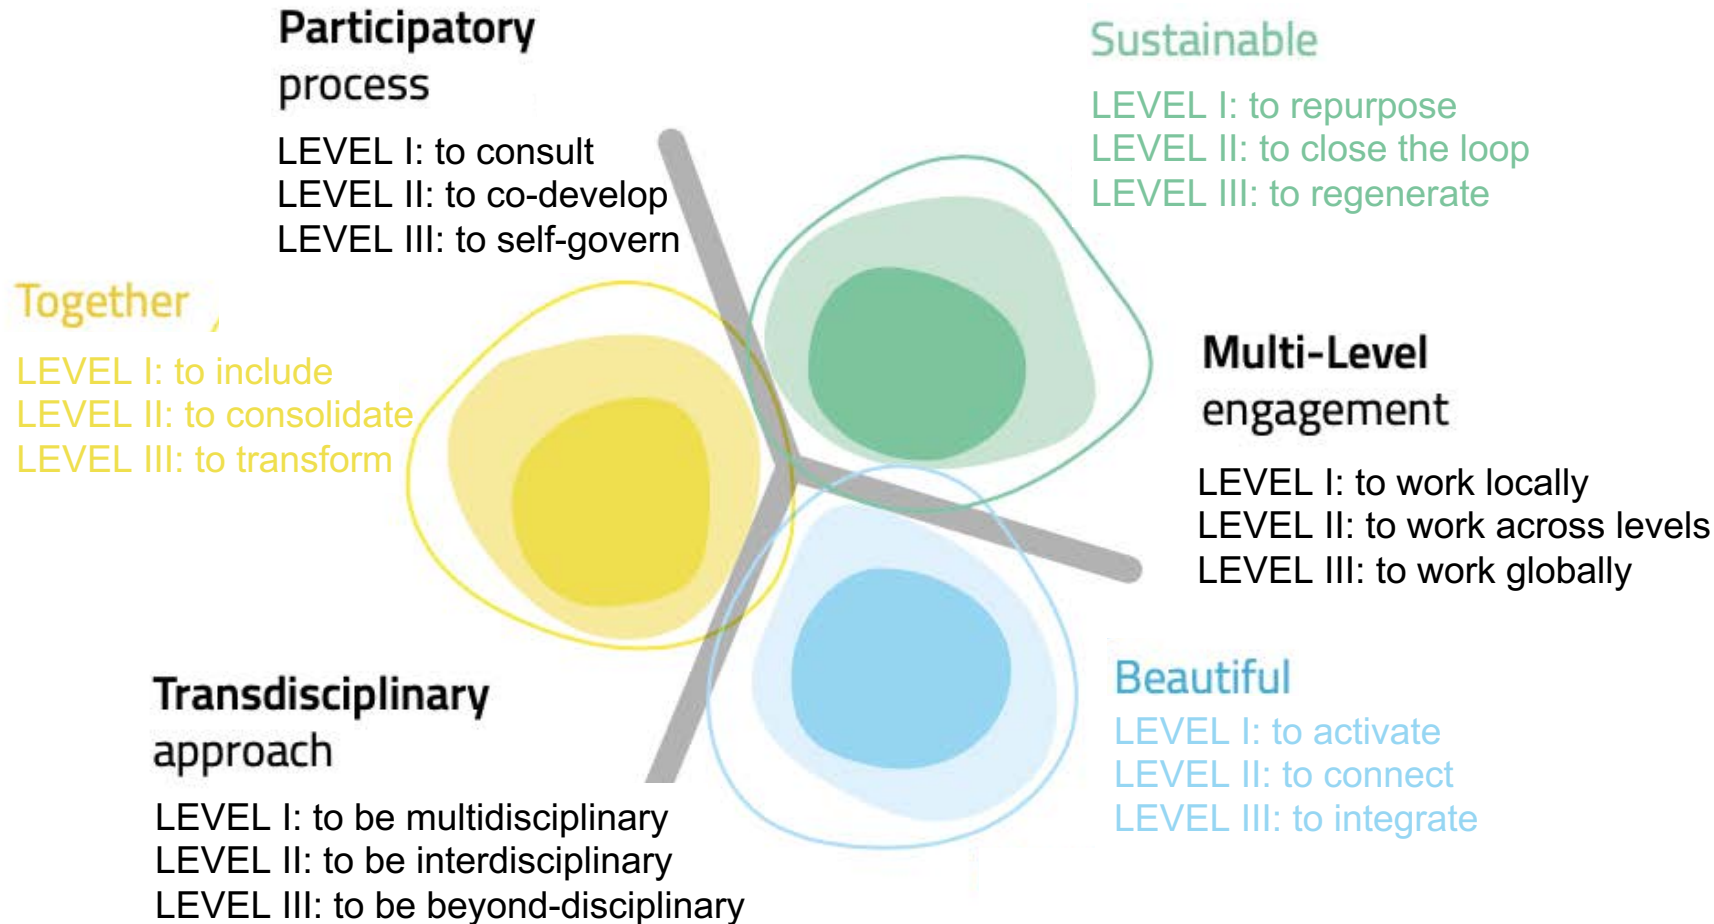 Participatory
process
LEVEL I: to consult
LEVEL II: to co-develop
LEVEL III: to self-govern
Sustainable
LEVEL I: to repurpose
LEVEL II: to close the loop
LEVEL III: to regenerate
Together
LEVEL I: to include
LEVEL II: to consolidate
LEVEL III: to transform
Multi-Level
engagement
LEVEL I: to work locally
LEVEL II: to work across levels
LEVEL III: to work globally
Transdisciplinary
approach
LEVEL I: to be multidisciplinary
LEVEL II: to be interdisciplinary
LEVEL III: to be beyond-disciplinary
Beautiful
LEVEL I: to activate
LEVEL II: to connect
LEVEL III: to integrate